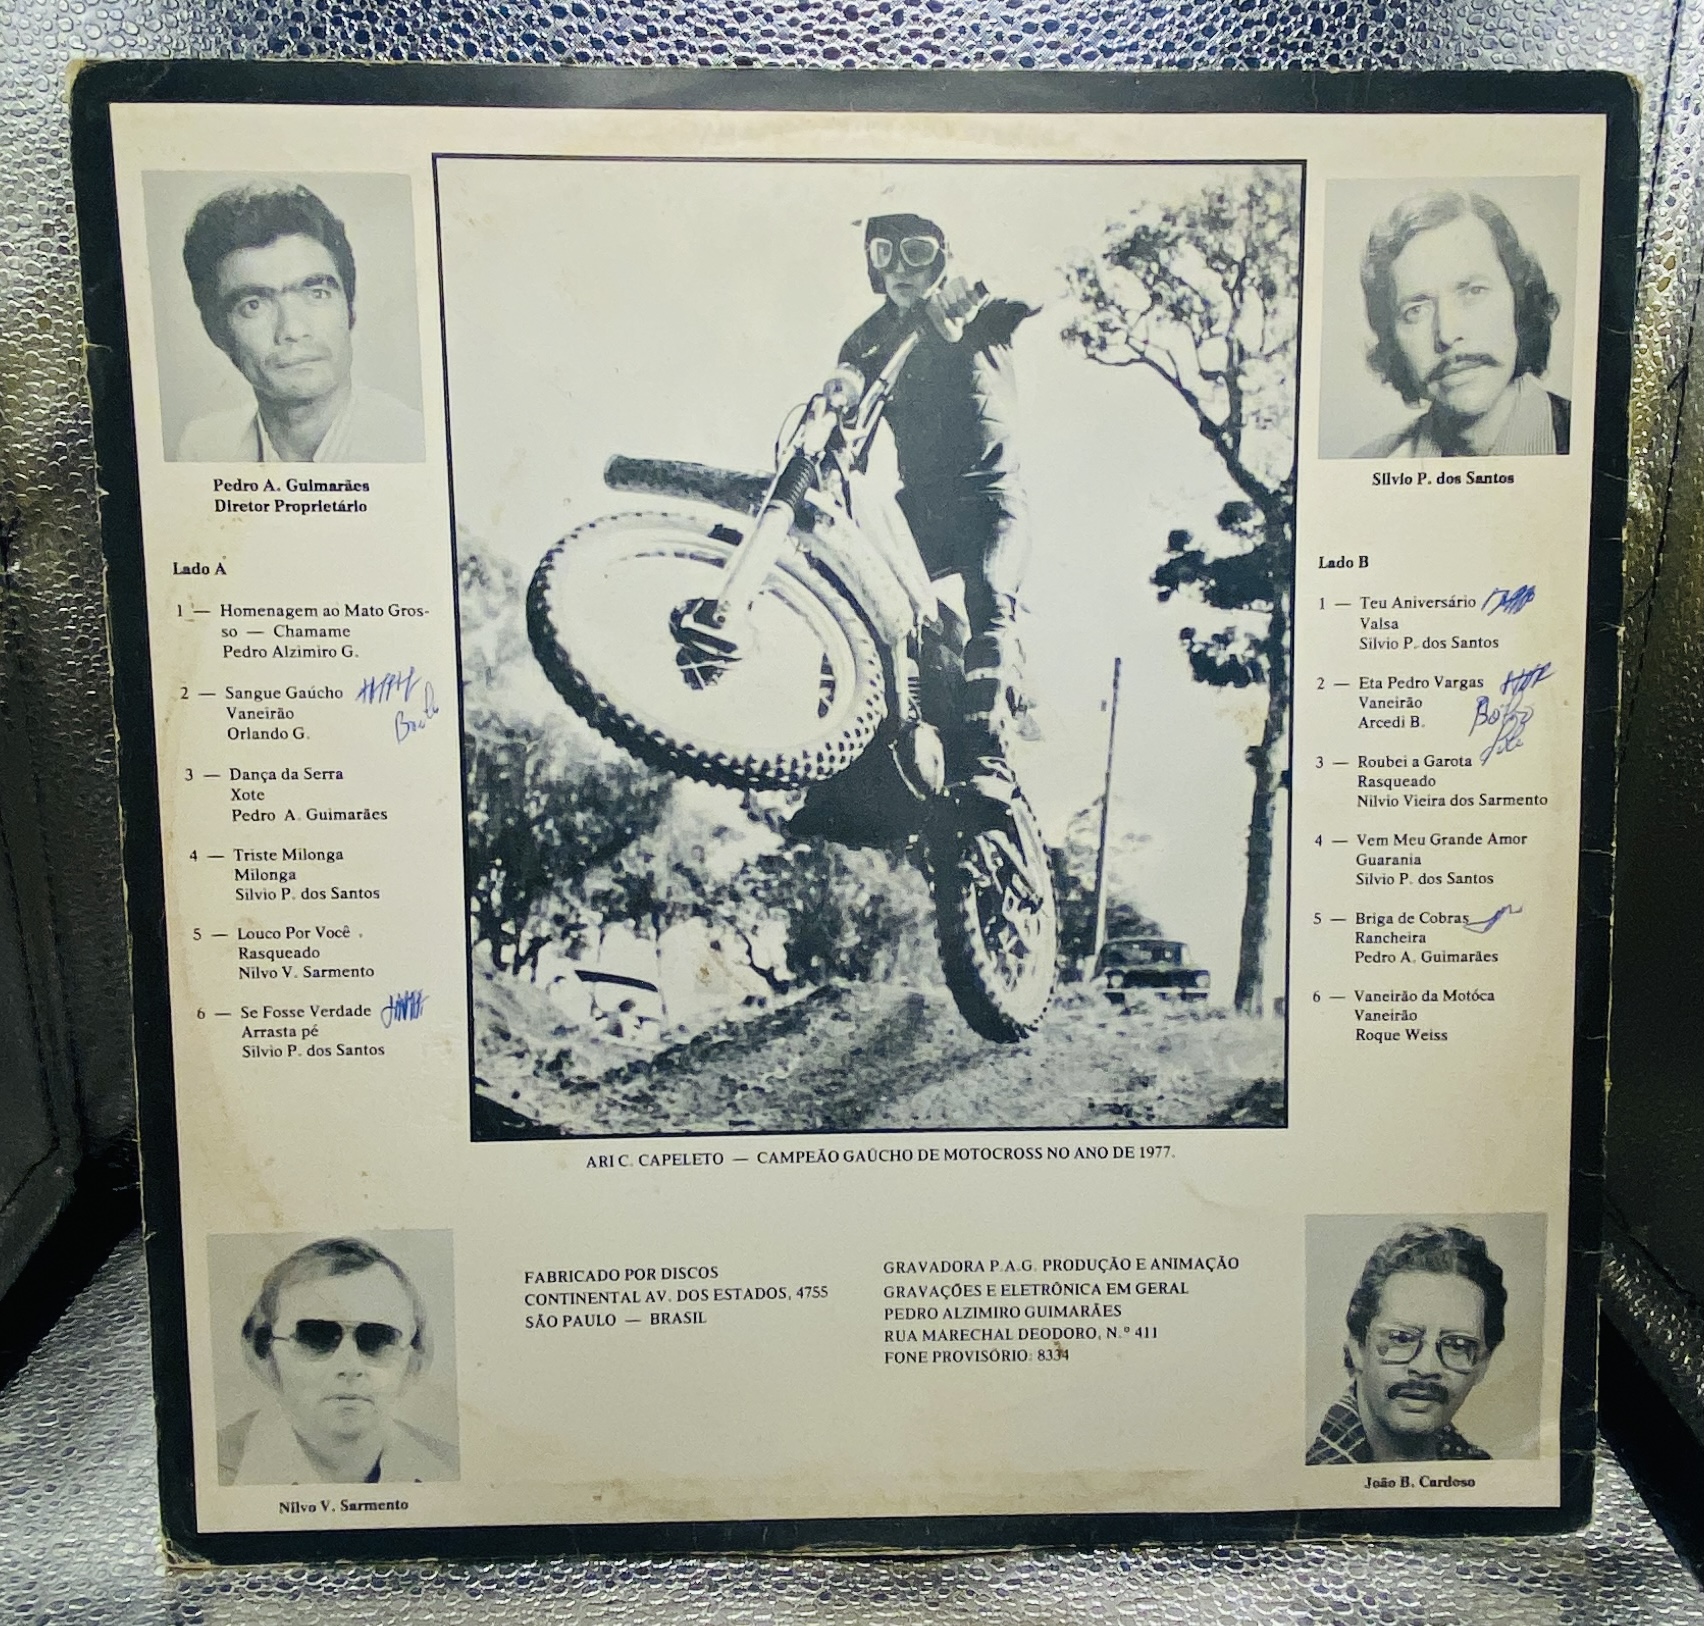 Pedro A. Guimarães
Diretor Proprietário
Lado A
1 — Homenagem ao Mato Gros-
so — Chamame
Pedro Alzimiro G.
2 — Sangue Gaúcho
Vaneirão
Orlando G.
3 — Dança da Serra
Xote
Pedro A. Guimarães
4 — Triste Milonga
Milonga
Silvio P. dos Santos
5 — Louco Por Você
Rasqueado
Nilvo V. Sarmento
6 — Se Fosse Verdade
Arrasta pé
Silvio P. dos Santos
Silvio P. dos Santos
Lado B
1 — Teu Aniversário
Valsa
Silvio P. dos Santos
2 — Eta Pedro Vargas
Vaneirão
Arcedi B.
3 — Roubei a Garota
Rasqueado
Nilvio Vieira dos Sarmento
4 — Vem Meu Grande Amor
Guarania
Silvio P. dos Santos
5 — Briga de Cobras
Rancheira
Pedro A. Guimarães
6 — Vaneirão da Motóca
Vaneirão
Roque Weiss
ARI C. CAPELETO — CAMPEÃO GAÚCHO DE MOTOCROSS NO ANO DE 1977.
Nilvo V. Sarmento
FABRICADO POR DISCOS
CONTINENTAL AV. DOS ESTADOS, 4755
SÃO PAULO — BRASIL
GRAVADORA P.A.G. PRODUÇÃO E ANIMAÇÃO
GRAVAÇÕES E ELETRÔNICA EM GERAL
PEDRO ALZIMIRO GUIMARÃES
RUA MARECHAL DEODORO, N.º 411
FONE PROVISÓRIO: 8334
João B. Cardoso